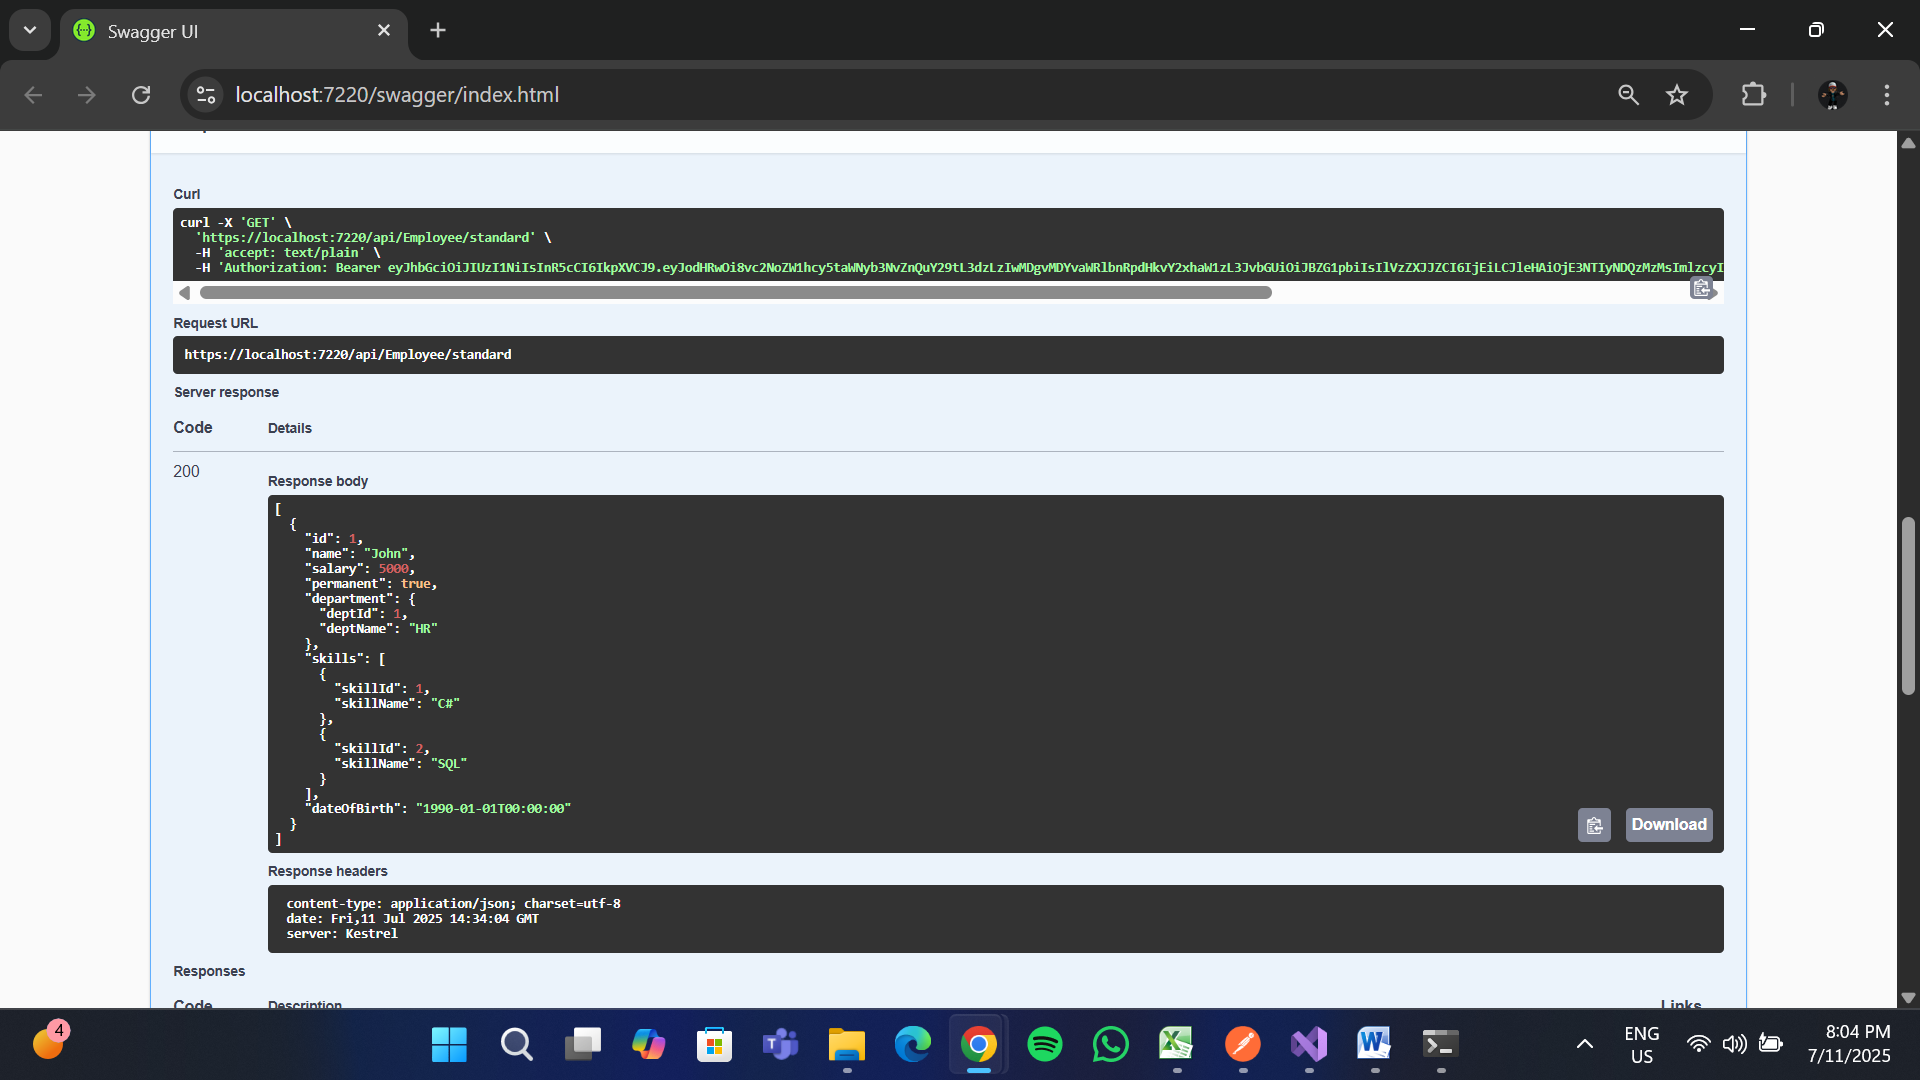 Swagger UI
localhost:7220/swagger/index.html
Curl
curl -X 'GET' \
'https://localhost:7220/api/Employee/standard' \
-H 'accept: text/plain' \
-H 'Authorization: Bearer eyJhbGciOiJIUzI1NiIsInR5cCI6IkpXVCJ9.eyJodHRwOi8vc2NoZW1hcy5taWNyb3NvZnQuY29tL3dzLzIwMDgvMDYvaWRlbnRpdHkvY2xhaW1zL3JvbGUiOiJBZG1pbiIsIlVzZXJJZCI6IjEiLCJleHAiOjE3NTIyNDQzMzMsImlzcyI
Request URL
https://localhost:7220/api/Employee/standard
Server response
Code Details
200
Response body
[
{
"id": 1,
"name": "John",
"salary": 5000,
"permanent": true,
"department": {
"deptId": 1,
"deptName": "HR"
},
"skills": [
{
"skillId": 1,
"skillName": "C#"
},
{
"skillId": 2,
"skillName": "SQL"
}
],
"dateOfBirth": "1990-01-01T00:00:00"
}
]
Download
Response headers
content-type: application/json; charset=utf-8
date: Fri,11 Jul 2025 14:34:04 GMT
server: Kestrel
Responses
Code Description Links
4
ENG
US
8:04 PM
7/11/2025